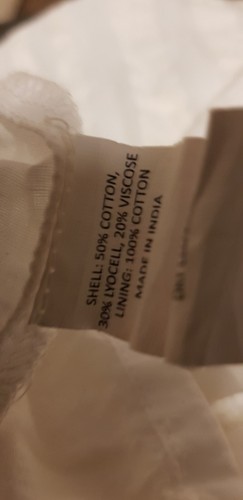 SHELL: 50% COTTON,
30% LYOCELL, 20% VISCOSE
LINING: 100% COTTON
MADE IN INDIA